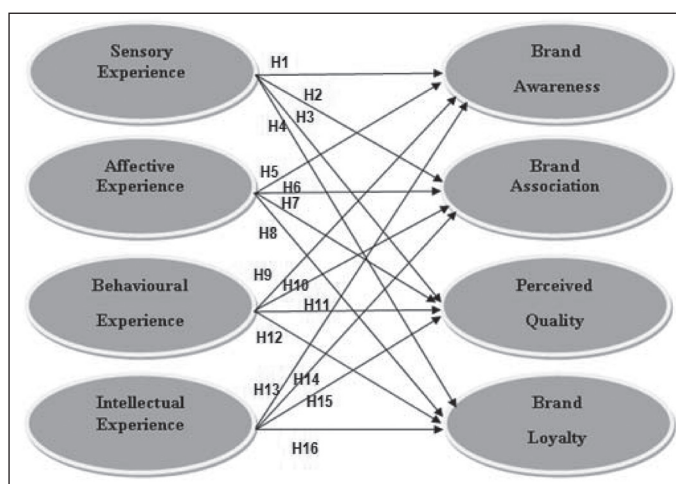 Sensory
Experience
Brand
Awareness
H1
H2
H3
H4
Affective
Experience
Brand
Association
H5
H6
H7
H8
Behavioural
Experience
Perceived
Quality
H9
H10
H11
H12
Intellectual
Experience
Brand
Loyalty
H13
H14
H15
H16